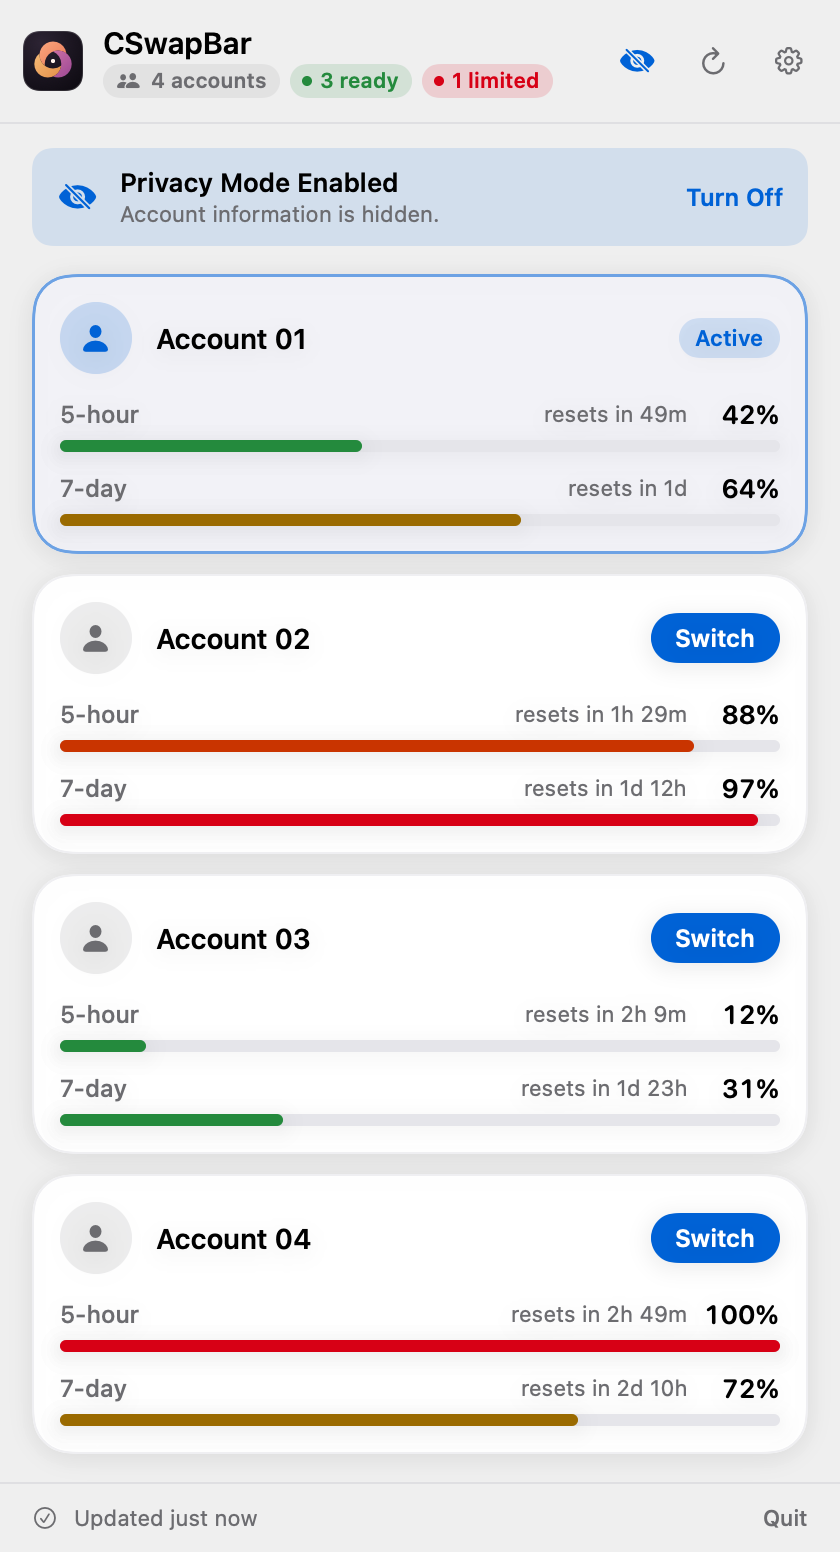 CSwapBar
4 accounts 3 ready 1 limited
Privacy Mode Enabled
Account information is hidden.
Turn Off
Account 01 Active
5-hour resets in 49m 42%
7-day resets in 1d 64%
Account 02 Switch
5-hour resets in 1h 29m 88%
7-day resets in 1d 12h 97%
Account 03 Switch
5-hour resets in 2h 9m 12%
7-day resets in 1d 23h 31%
Account 04 Switch
5-hour resets in 2h 49m 100%
7-day resets in 2d 10h 72%
Updated just now Quit